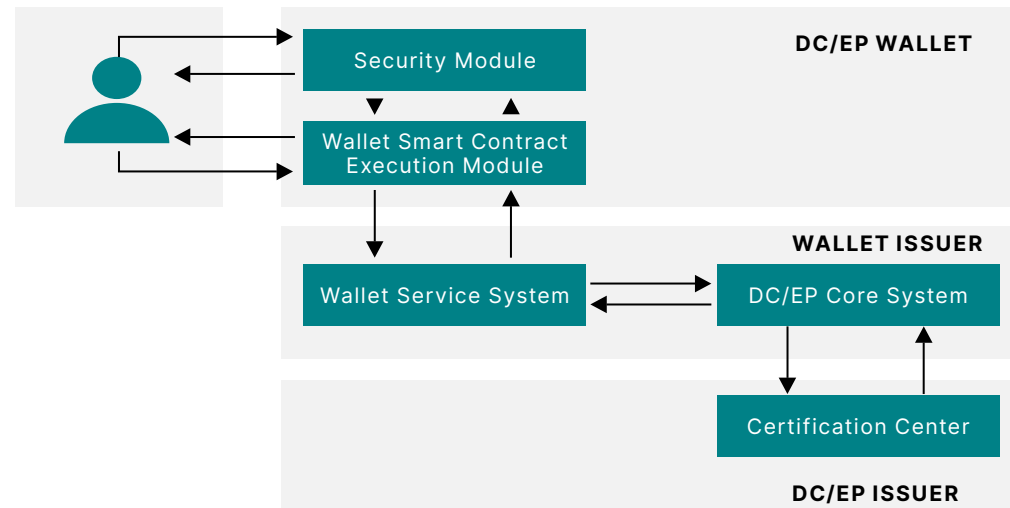 DC/EP WALLET
Security Module
Wallet Smart Contract
Execution Module
WALLET ISSUER
Wallet Service System
DC/EP Core System
Certification Center
DC/EP ISSUER